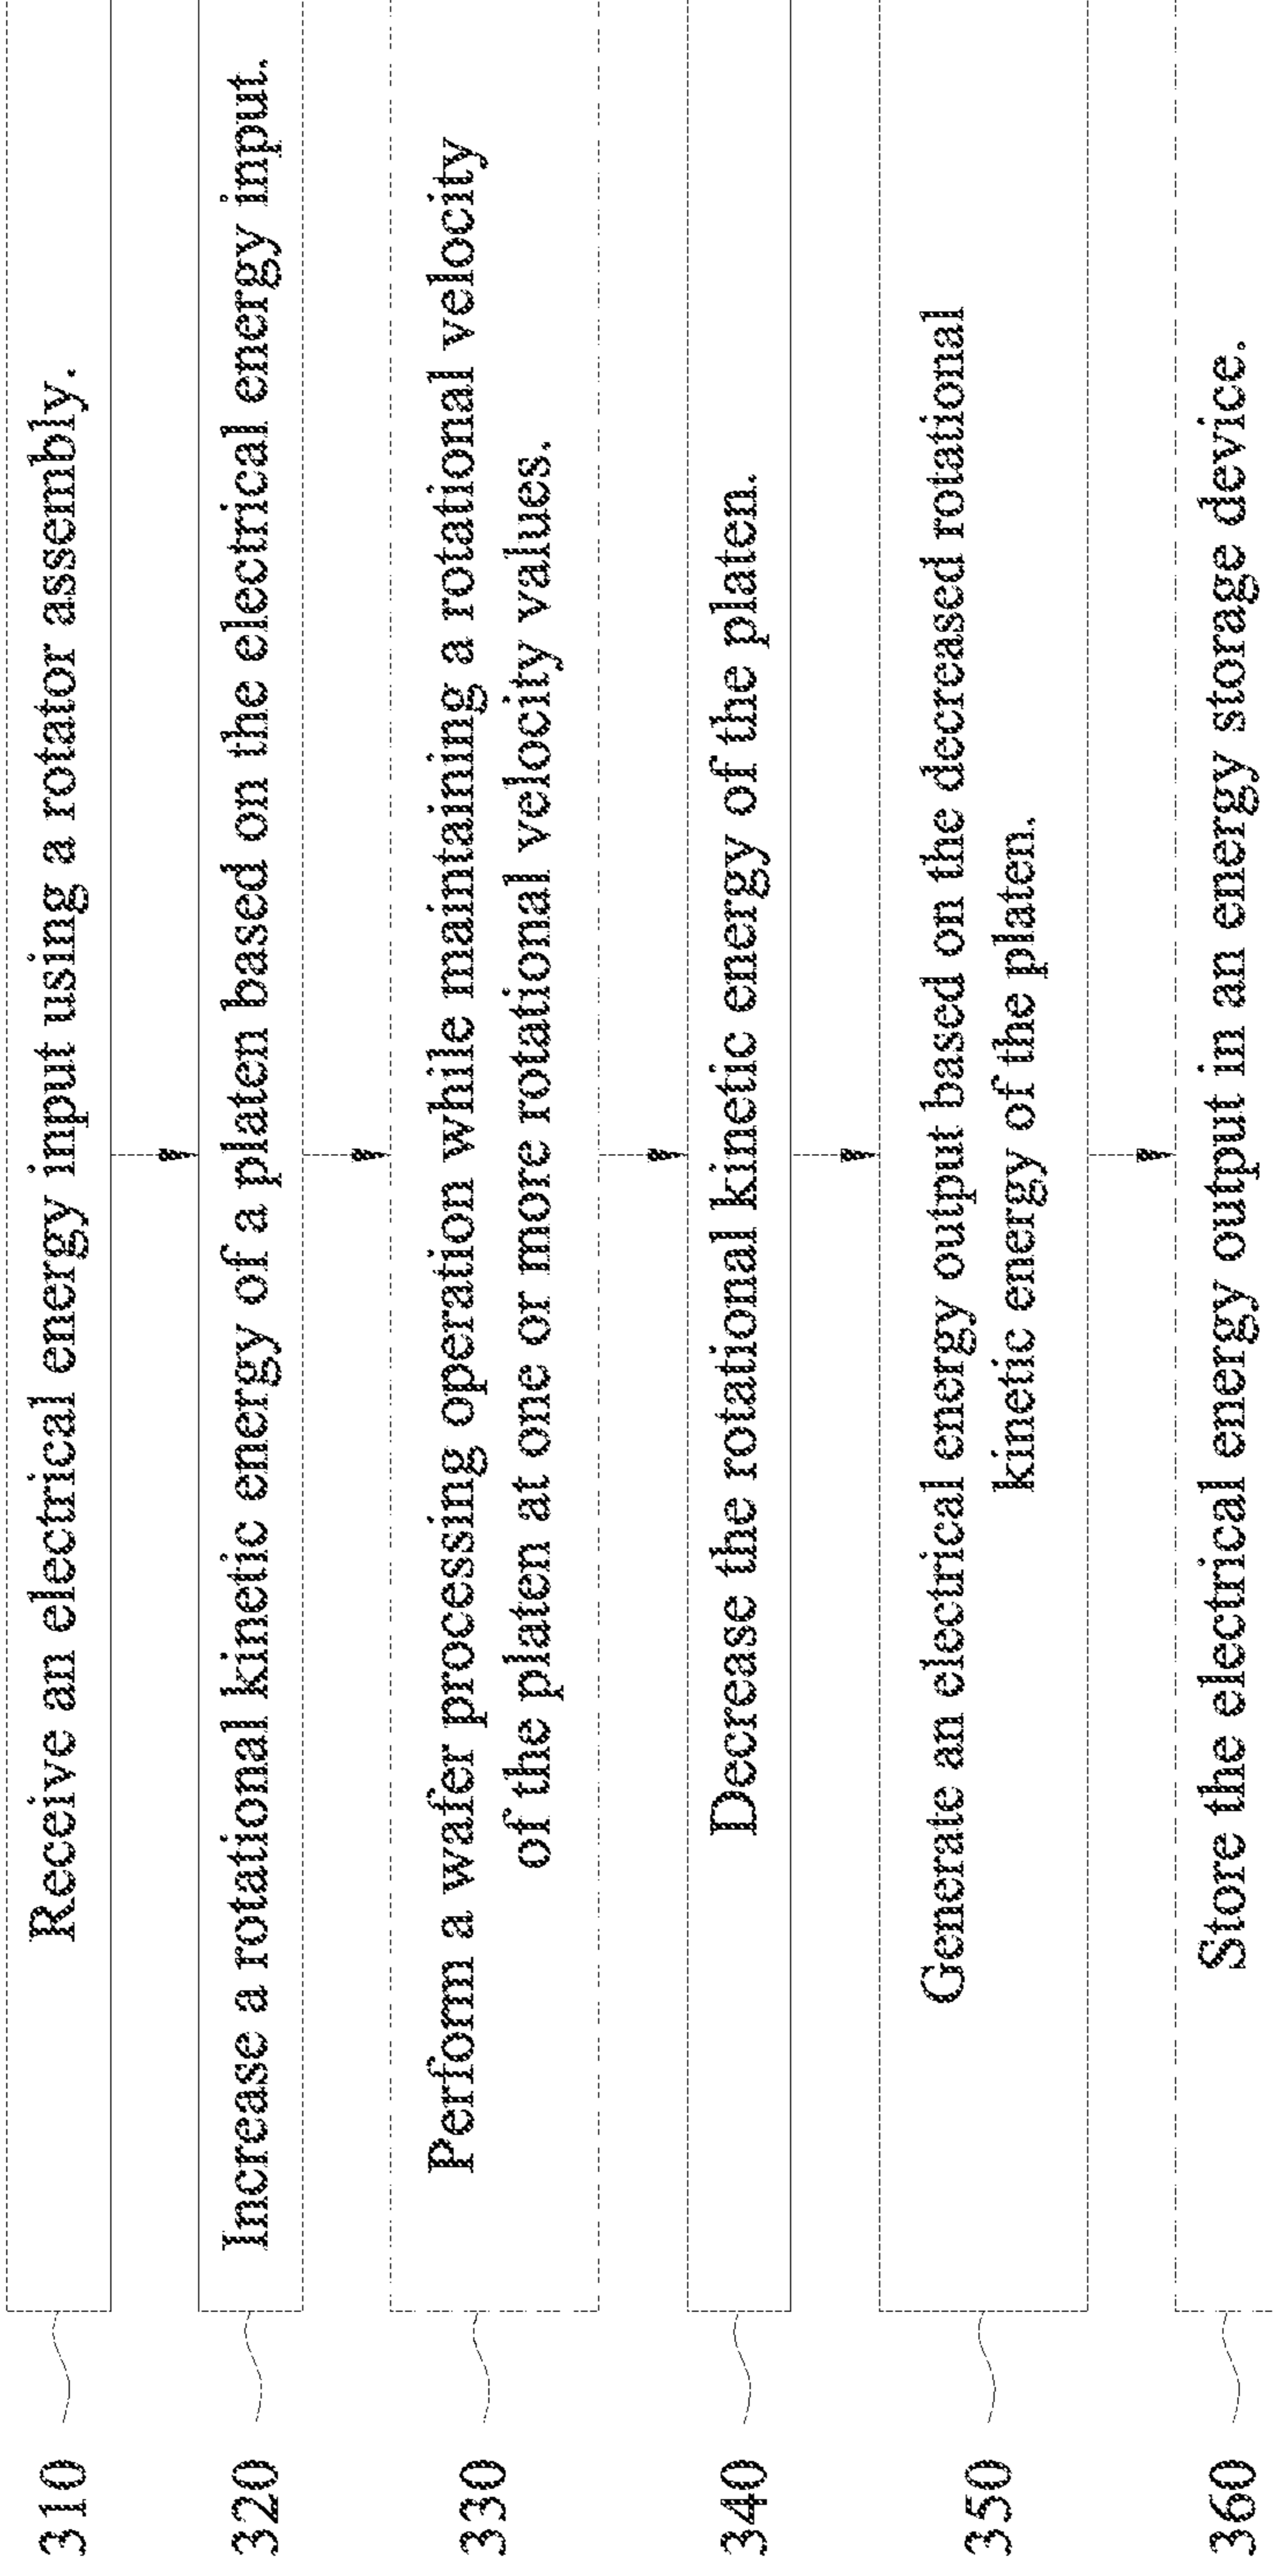 310
Receive an electrical energy input using a rotator assembly.
320
Increase a rotational kinetic energy of a platen based on the electrical energy input.
330
Perform a wafer processing operation while maintaining a rotational velocity
of the platen at one or more rotational velocity values.
340
Decrease the rotational kinetic energy of the platen.
350
Generate an electrical energy output based on the decreased rotational
kinetic energy of the platen.
360
Store the electrical energy output in an energy storage device.